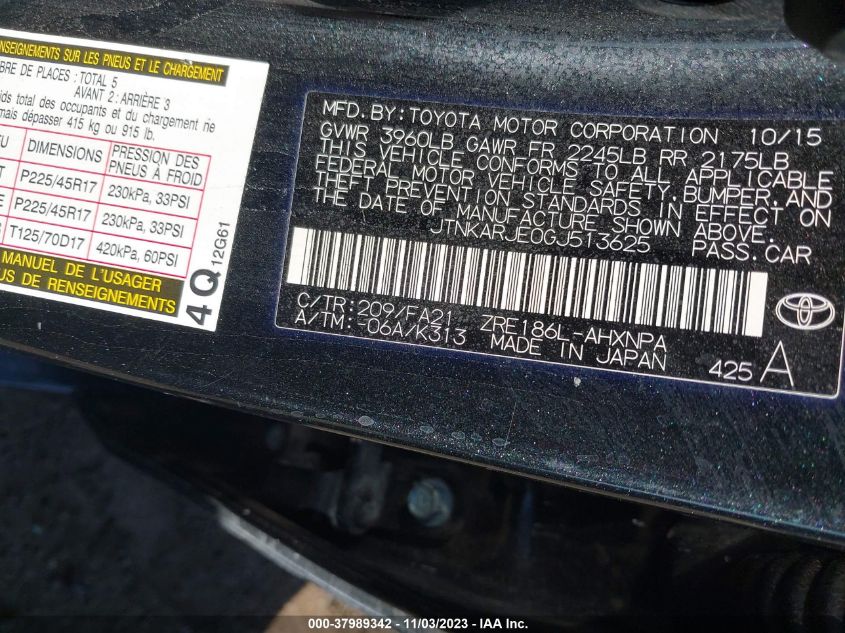 NSEIGNEMENTS SUR LES PNEUS ET LE CHARGEMENT
BRE DE PLACES : TOTAL 5
AVANT 2 : ARRIÈRE 3
ids total des occupants et du chargement ne
mais dépasser 415 kg ou 915 lb.
DIMENSIONS PRESSION DES PNEUS À FROID
P225/45R17 230kPa, 33PSI
P225/45R17 230kPa, 33PSI
T125/70D17 420kPa, 60PSI
MANUEL DE L'USAGER
US DE RENSEIGNEMENTS
4Q 12G61
MFD.BY:TOYOTA MOTOR CORPORATION 10/15
GVWR 3960LB GAWR FR 2245LB RR 2175LB
THIS VEHICLE CONFORMS TO ALL APPLICABLE
FEDERAL MOTOR VEHICLE SAFETY,BUMPER,AND
THEFT PREVENTION STANDARDS IN EFFECT ON
THE DATE OF MANUFACTURE SHOWN ABOVE.
JTNKARJE0GJ513625 PASS.CAR
C/TR:209/FA21 ZRE186L-AHXNPA
A/TM:-06A/K313 MADE IN JAPAN
425 A
000-37989342 - 11/03/2023 - IAA Inc.